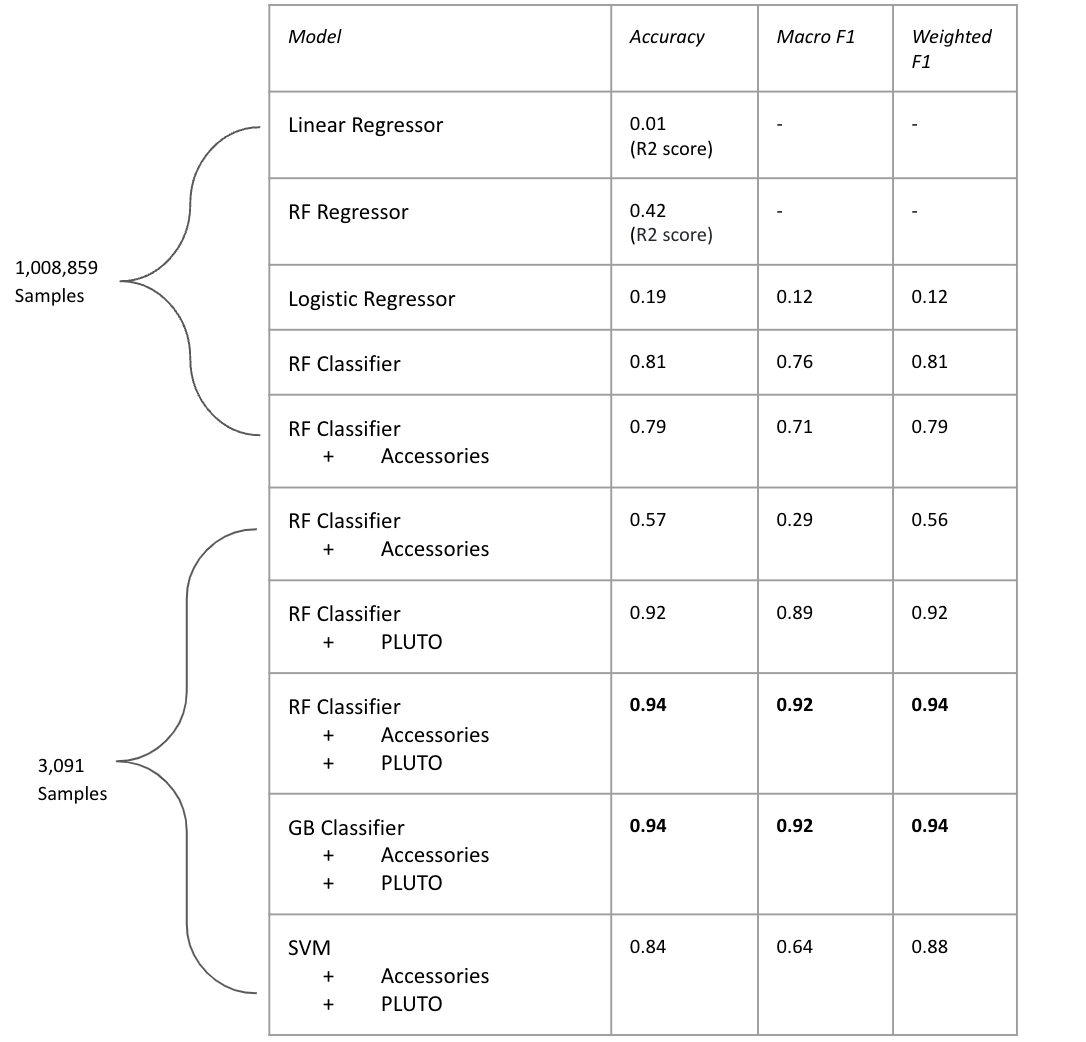 Model Accuracy Macro F1 Weighted
F1
Linear Regressor 0.01 - -
(R2 score)
RF Regressor 0.42 - -
(R2 score)
1,008,859
Samples
Logistic Regressor 0.19 0.12 0.12
RF Classifier 0.81 0.76 0.81
RF Classifier 0.79 0.71 0.79
+ Accessories
RF Classifier 0.57 0.29 0.56
+ Accessories
RF Classifier 0.92 0.89 0.92
+ PLUTO
RF Classifier 0.94 0.92 0.94
+ Accessories
+ PLUTO
3,091
Samples
GB Classifier 0.94 0.92 0.94
+ Accessories
+ PLUTO
SVM 0.84 0.64 0.88
+ Accessories
+ PLUTO